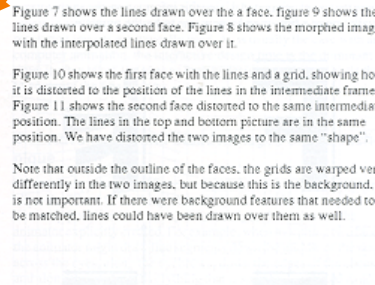 Figure 7 shows the lines drawn over the a face, figure 9 shows the
lines drawn over a second face. Figure 8 shows the morphed imag
with the interpolated lines drawn over it.
Figure 10 shows the first face with the lines and a grid, showing ho
it is distorted to the position of the lines in the intermediate frame
Figure 11 shows the second face distorted to the same intermedia
position. The lines in the top and bottom picture are in the same
position. We have distorted the two images to the same "shape".
Note that outside the outline of the faces, the grids are warped ver
differently in the two images, but because this is the background,
is not important. If there were background features that needed to
be matched, lines could have been drawn over them as well.